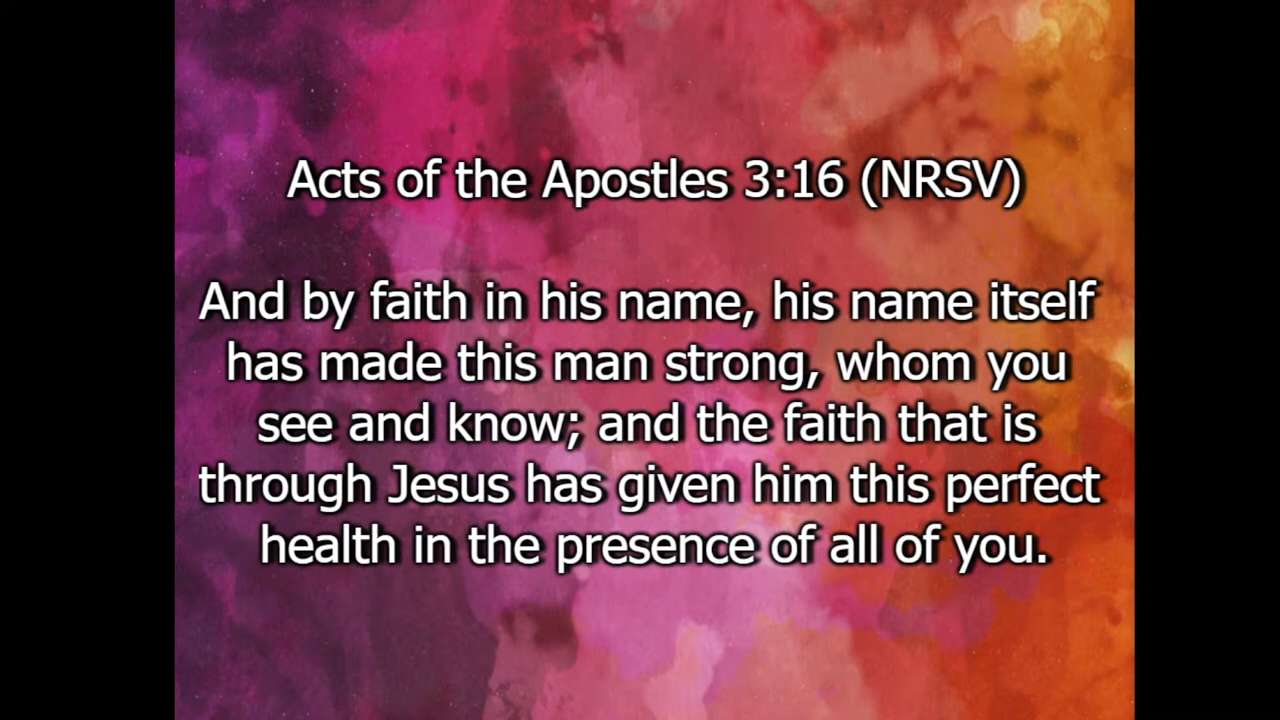 Acts of the Apostles 3:16 (NRSV)
And by faith in his name, his name itself
has made this man strong, whom you
see and know; and the faith that is
through Jesus has given him this perfect
health in the presence of all of you.